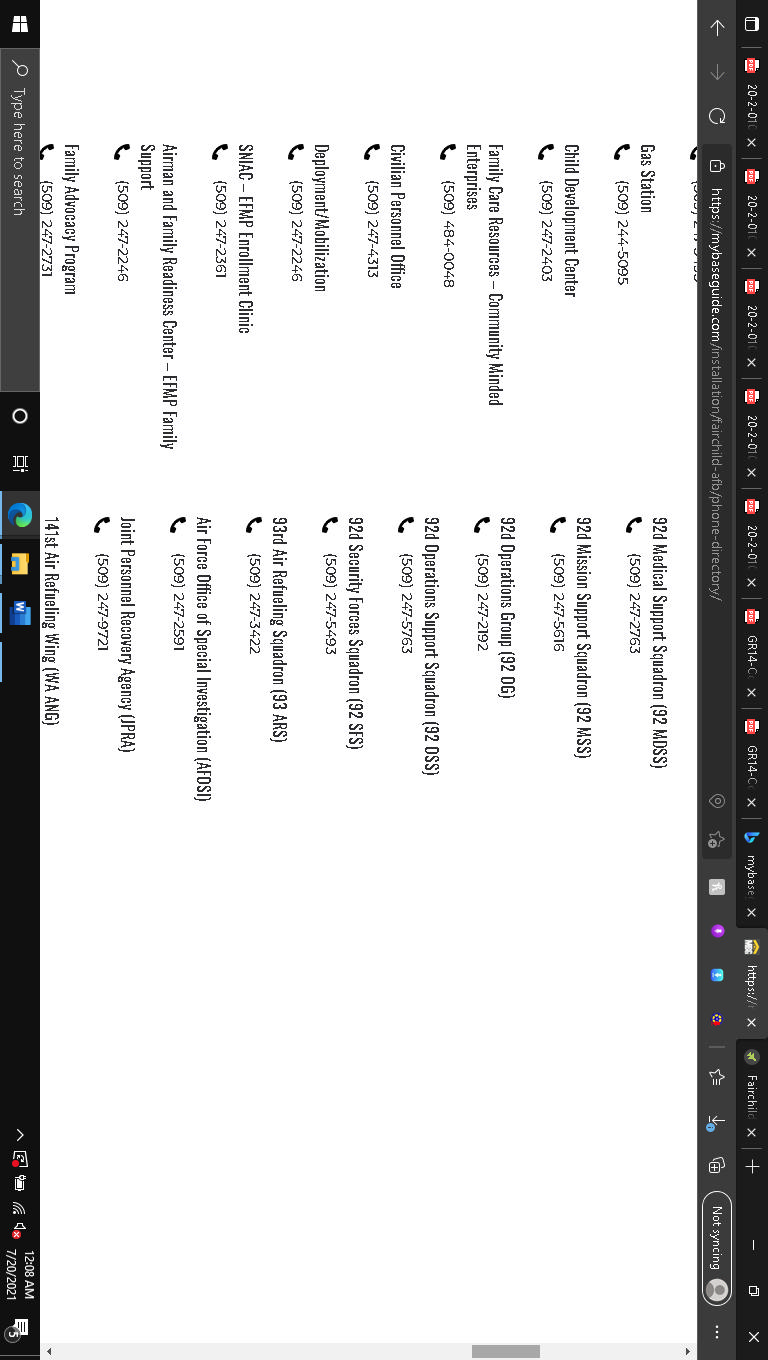 20-2-01(
20-2-01(
20-2-01(
20-2-01(
20-2-01(
GR14-C
GR14-C
mybase
https://
Fairchild
https://mybaseguide.com/installation/fairchild-afb/phone-directory/
Not syncing
Gas Station
(509) 244-5095
Child Development Center
(509) 247-2403
Family Care Resources – Community Minded
Enterprises
(509) 484-0048
Civilian Personnel Office
(509) 247-4313
Deployment/Mobilization
(509) 247-2246
SNIAC – EFMP Enrollment Clinic
(509) 247-2361
Airman and Family Readiness Center – EFMP Family
Support
(509) 247-2246
Family Advocacy Program
(509) 247-2731
92d Medical Support Squadron (92 MDSS)
(509) 247-2763
92d Mission Support Squadron (92 MSS)
(509) 247-5616
92d Operations Group (92 OG)
(509) 247-2192
92d Operations Support Squadron (92 OSS)
(509) 247-5763
92d Security Forces Squadron (92 SFS)
(509) 247-5493
93rd Air Refueling Squadron (93 ARS)
(509) 247-3422
Air Force Office of Special Investigation (AFOSI)
(509) 247-2591
Joint Personnel Recovery Agency (JPRA)
(509) 247-9721
141st Air Refueling Wing (WA ANG)
Type here to search
12:08 AM
7/20/2021
5